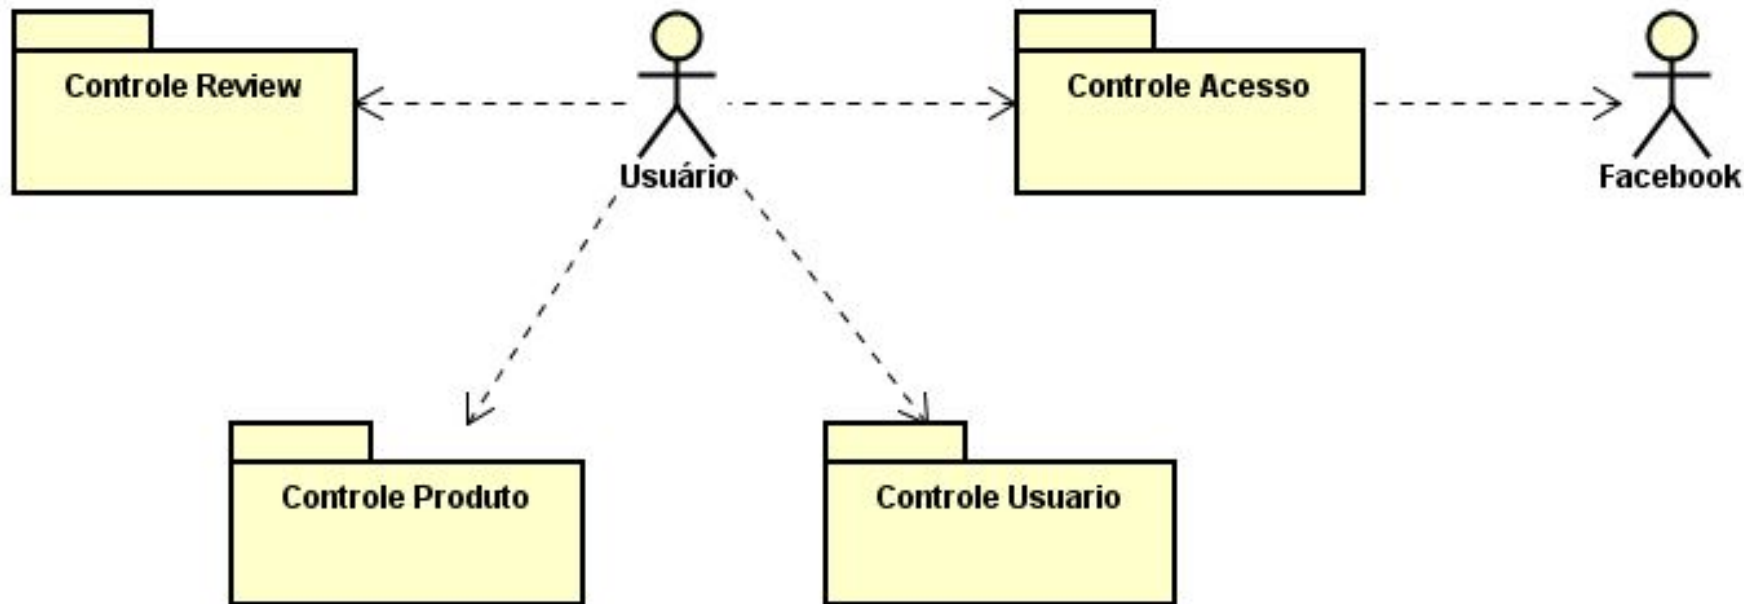 Controle Review
Controle Acesso
Usuário
Facebook
Controle Produto
Controle Usuario